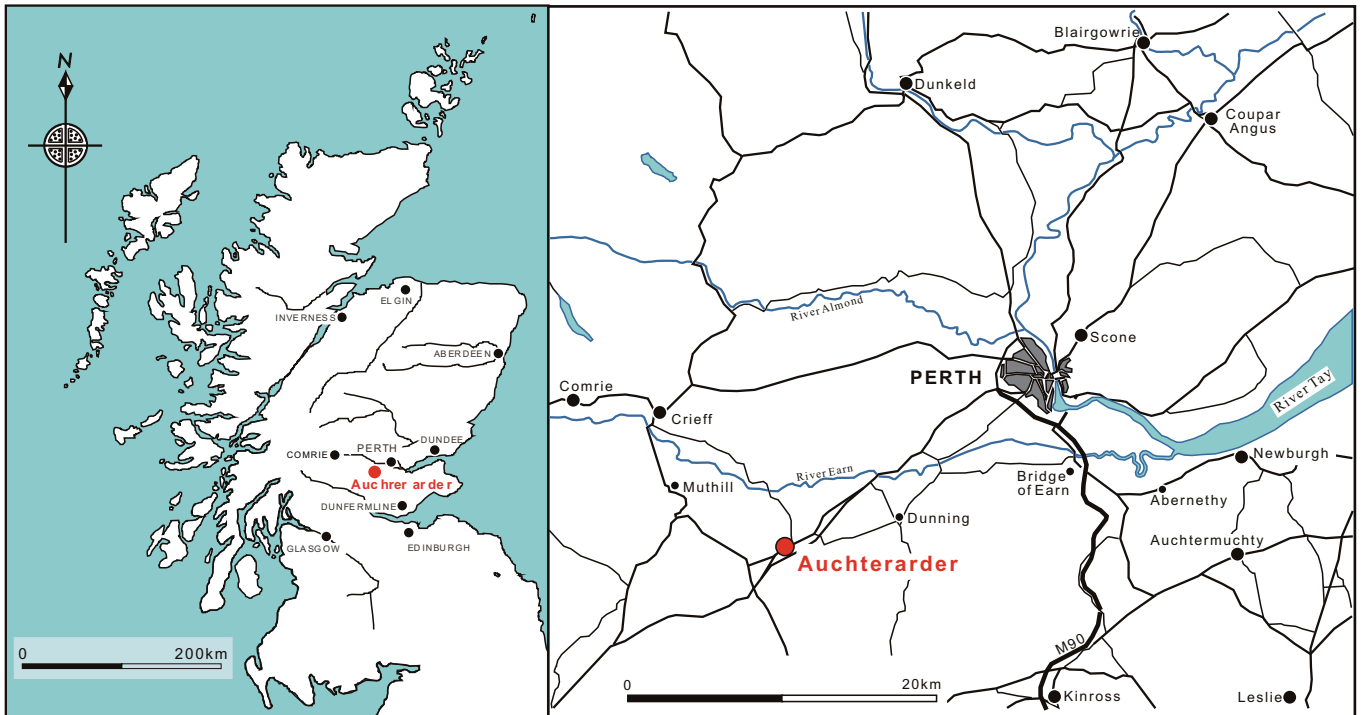 N
ELGIN
INVERNESS
ABERDEEN
PERTH
DUNDEE
COMRIE
Auchrer arder
DUNFERMLINE
GLASGOW
EDINBURGH
0 200km
Blairgowrie
Dunkeld
Coupar
Angus
River Almond
Scone
PERTH
River Tay
Comrie
Crieff
River Earn
Newburgh
Bridge
of Earn
Muthill
Abernethy
Dunning
Auchtermuchty
Auchterarder
M90
0 20km
Kinross
Leslie